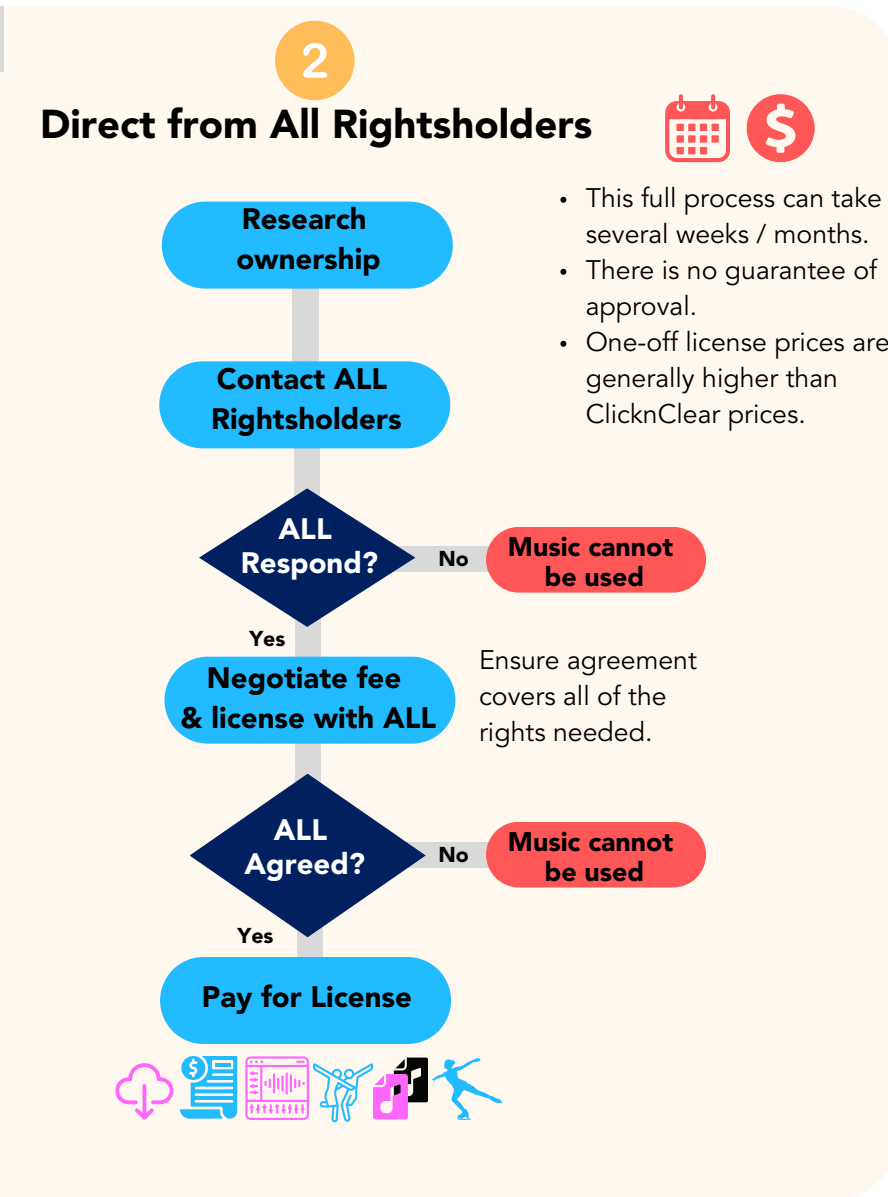 2
Direct from All Rightsholders
$
• This full process can take
several weeks / months.
• There is no guarantee of
approval.
• One-off license prices are
generally higher than
ClicknClear prices.
Research
ownership
Contact ALL
Rightsholders
ALL
Respond?
No
Music cannot
be used
Yes
Negotiate fee
& license with ALL
Ensure agreement
covers all of the
rights needed.
ALL
Agreed?
No
Music cannot
be used
Yes
Pay for License
$